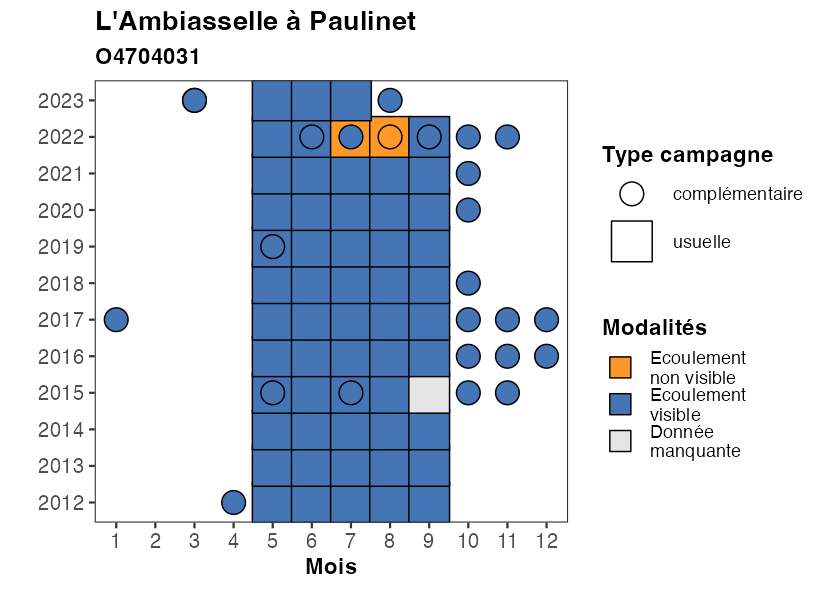 L'Ambiasselle à Paulinet
O4704031
2023
2022
2021
2020
2019
2018
2017
2016
2015
2014
2013
2012
1 2 3 4 5 6 7 8 9 10 11 12
Mois
Type campagne
complémentaire
usuelle
Modalités
Ecoulement
non visible
Ecoulement
visible
Donnée
manquante